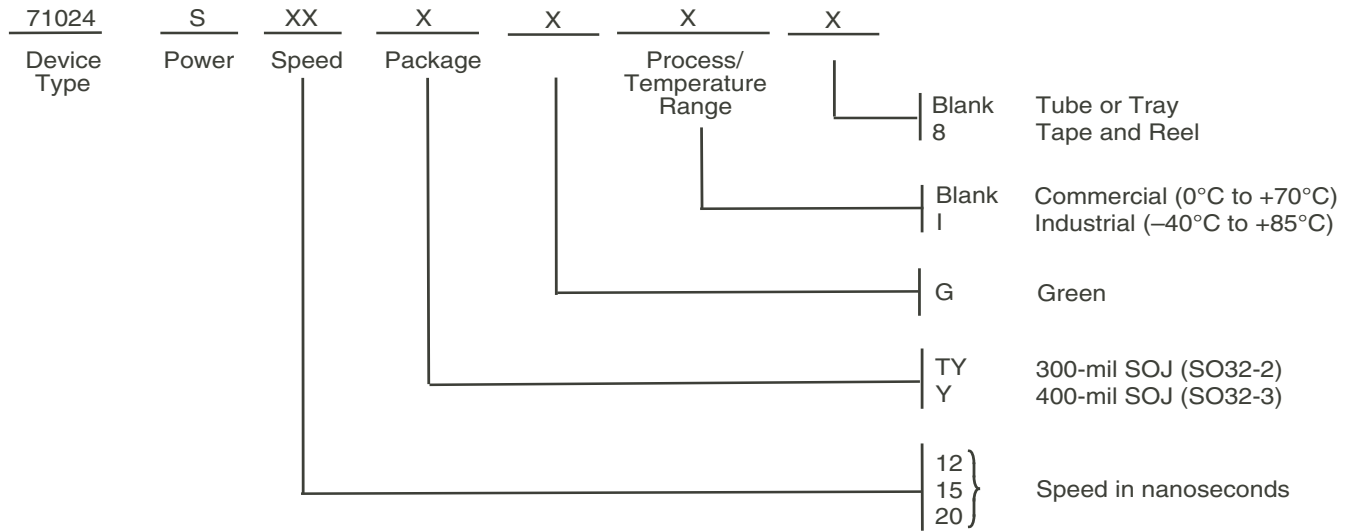 71024 S XX X X X X
Device Type
Power
Speed
Package
Process/
Temperature
Range
Blank Tube or Tray
8 Tape and Reel
Blank Commercial (0°C to +70°C)
I Industrial (–40°C to +85°C)
G Green
TY 300-mil SOJ (SO32-2)
Y 400-mil SOJ (SO32-3)
12
15 Speed in nanoseconds
20